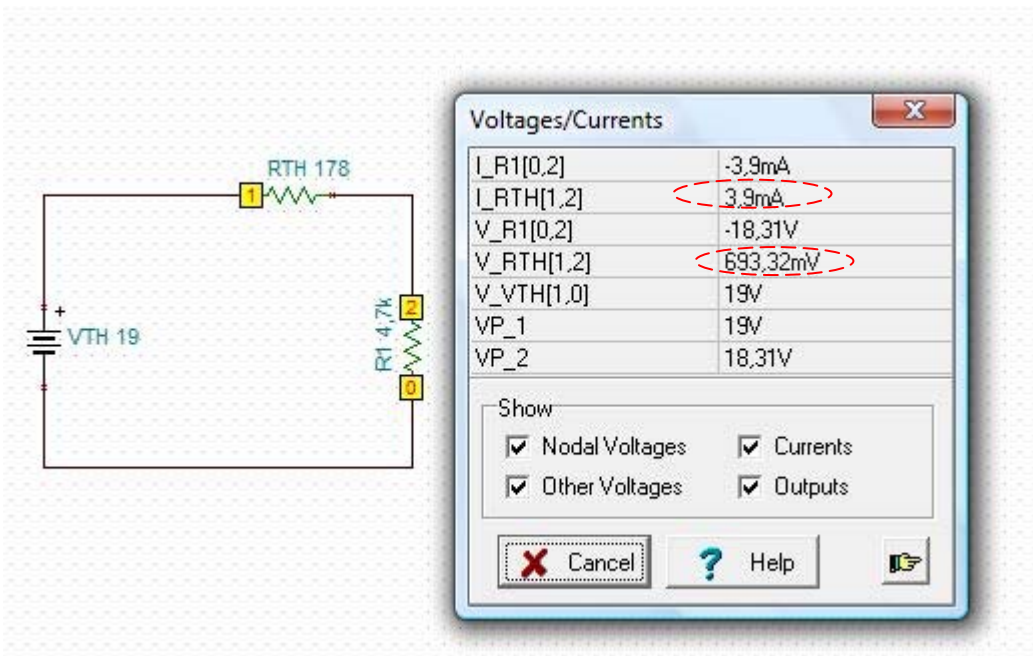 RTH 178
1
+
VTH 19
R1 4,7k
2
0
Voltages/Currents
I_R1[0,2] -3,9mA
I_RTH[1,2] 3,9mA
V_R1[0,2] -18,31V
V_RTH[1,2] 693,32mV
V_VTH[1,0] 19V
VP_1 19V
VP_2 18,31V
Show
Nodal Voltages Currents
Other Voltages Outputs
Cancel ? Help